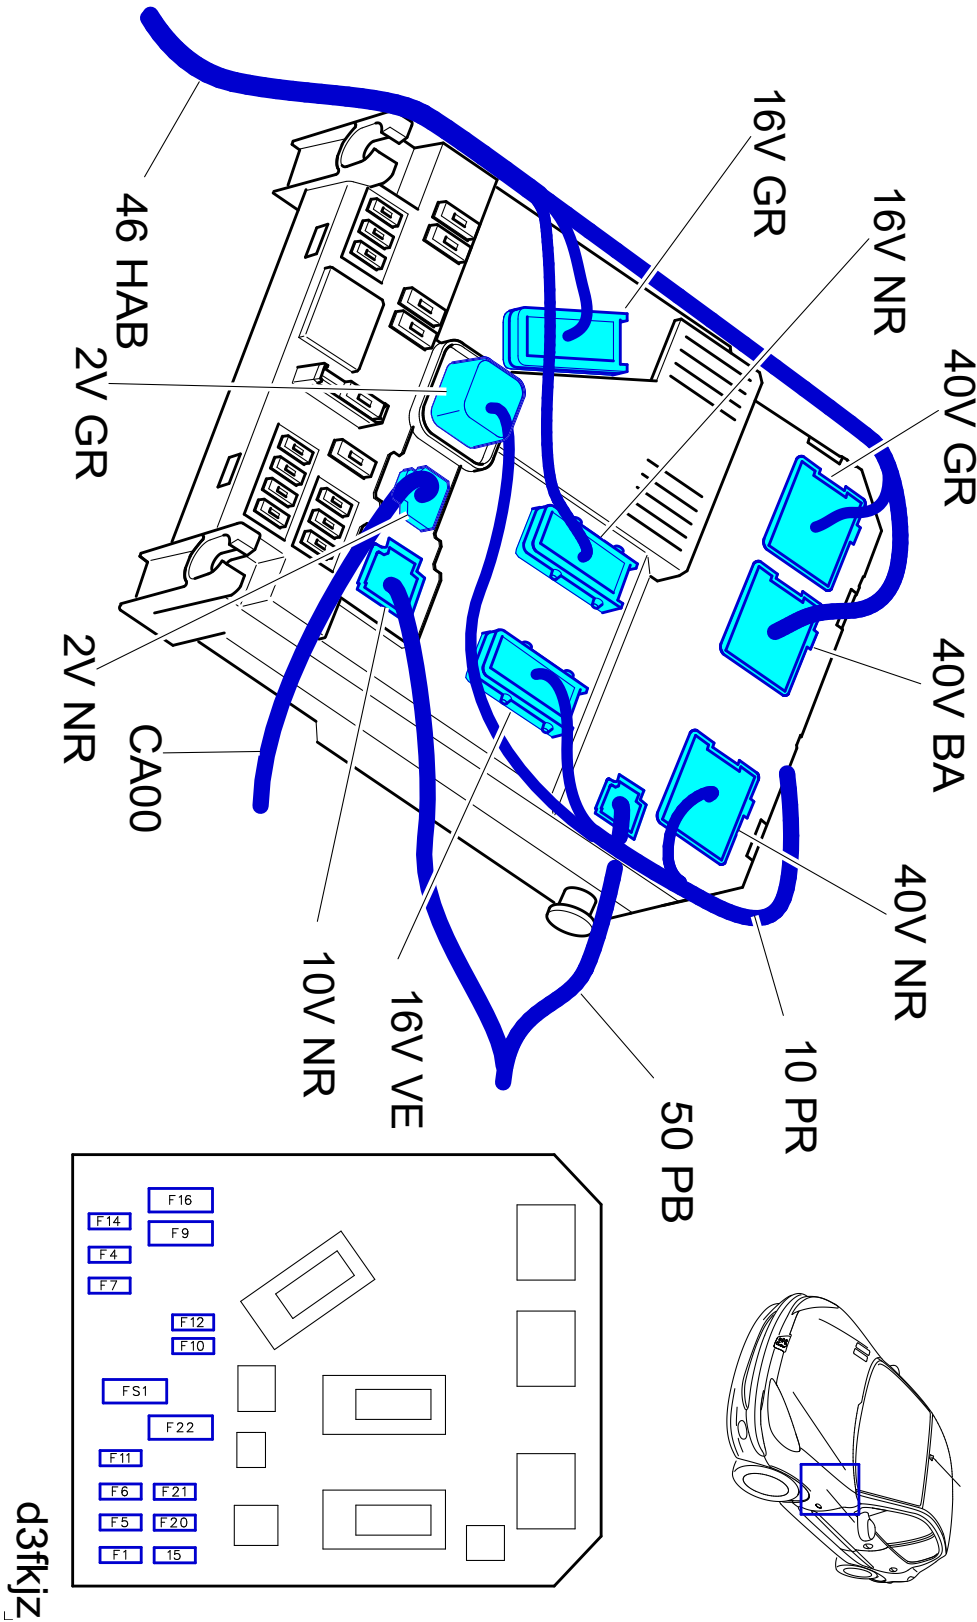 16V GR
16V NR
40V GR
46 HAB
2V GR
40V BA
2V NR
CA00
40V NR
10V NR
16V VE
10 PR
50 PB
F16
F14
F9
F4
F7
F12
F10
FS1
F22
F11
F6
F21
F5
F20
F1
15
d3fkjz